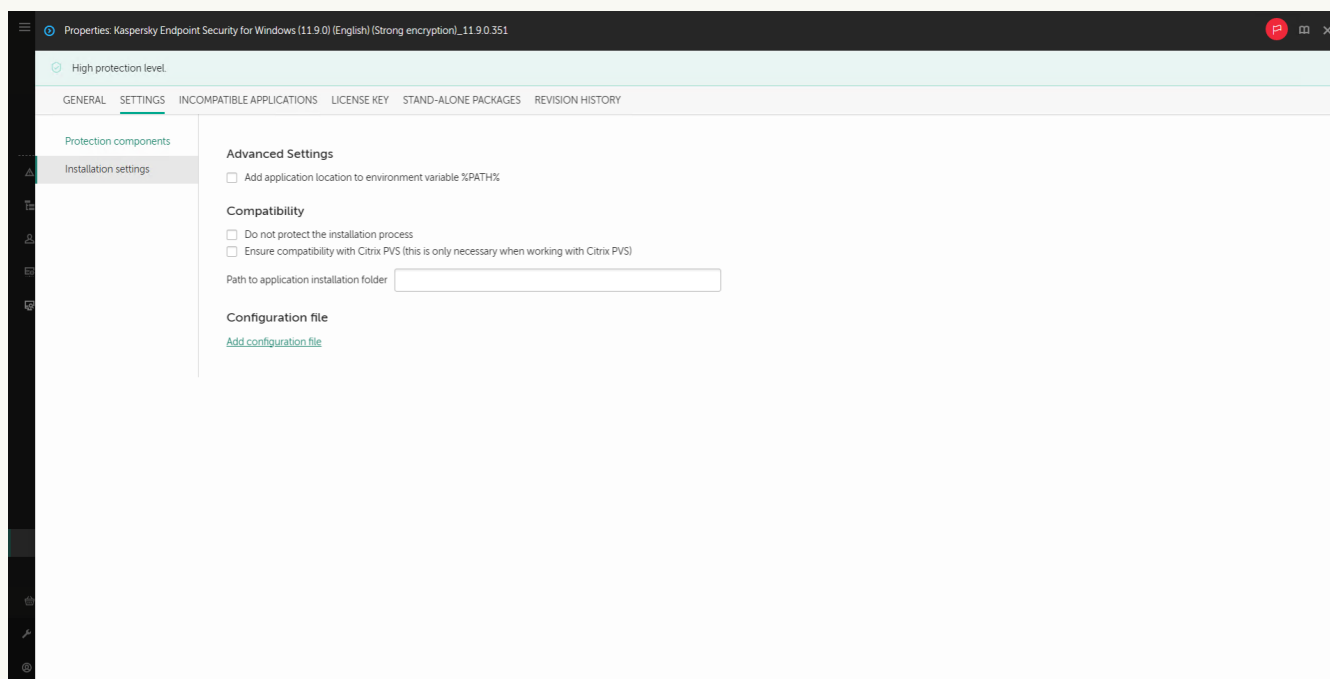 Properties: Kaspersky Endpoint Security for Windows (11.9.0) (English) (Strong encryption)_11.9.0.351
High protection level.
GENERAL SETTINGS INCOMPATIBLE APPLICATIONS LICENSE KEY STAND-ALONE PACKAGES REVISION HISTORY
Protection components
Installation settings
Advanced Settings
Add application location to environment variable %PATH%
Compatibility
Do not protect the installation process
Ensure compatibility with Citrix PVS (this is only necessary when working with Citrix PVS)
Path to application installation folder
Configuration file
Add configuration file